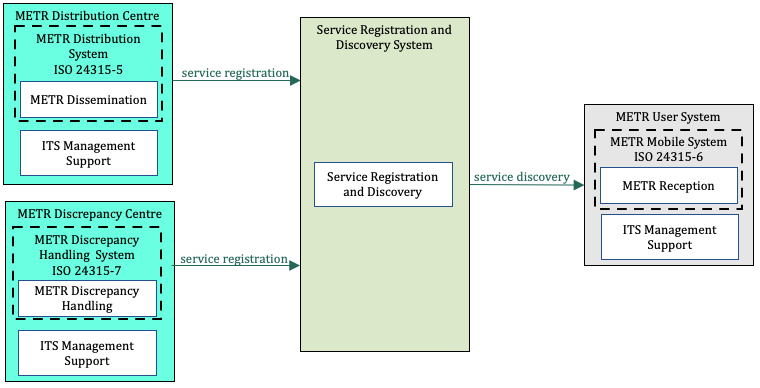 METR Distribution Centre
METR Distribution
System
ISO 24315-5
METR Dissemination
ITS Management
Support
service registration
METR Discrepancy Centre
METR Discrepancy
Handling System
ISO 24315-7
METR Discrepancy
Handling
ITS Management
Support
service registration
Service Registration and
Discovery System
Service Registration
and Discovery
service discovery
METR User System
METR Mobile System
ISO 24315-6
METR Reception
ITS Management
Support